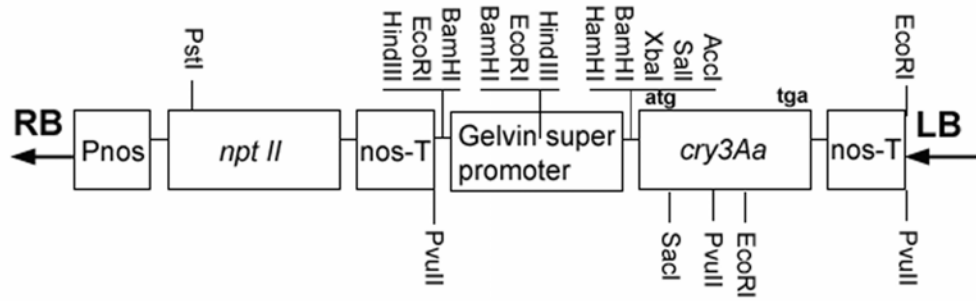 PstI
HindIII
EcoRI
BamHI
BamHI
EcoRI
HindIII
HamHI
BamHI
XbaI
SalI
AccI
EcoRI
atg
tga
RB
LB
Pnos
npt II
nos-T
Gelvin super
promoter
cry3Aa
nos-T
PvuII
SacI
PvuII
EcoRI
PvuII